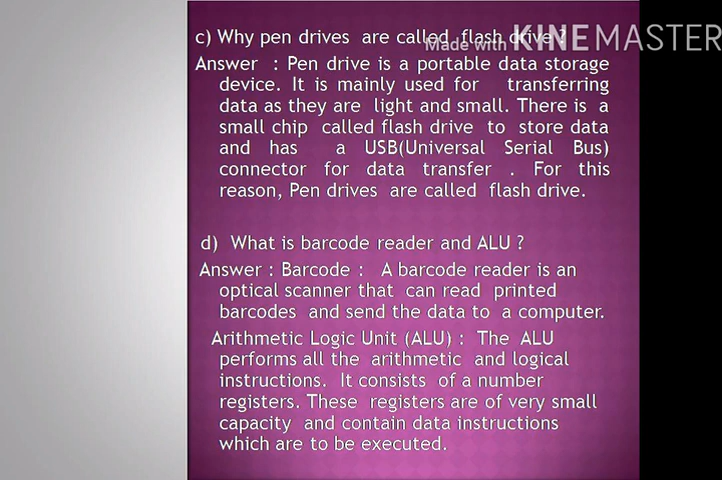 c) Why pen drives are called flash drive ?
Made with KINEMASTER
Answer : Pen drive is a portable data storage
device. It is mainly used for transferring
data as they are light and small. There is a
small chip called flash drive to store data
and has a USB(Universal Serial Bus)
connector for data transfer . For this
reason, Pen drives are called flash drive.
d) What is barcode reader and ALU ?
Answer : Barcode : A barcode reader is an
optical scanner that can read printed
barcodes and send the data to a computer.
Arithmetic Logic Unit (ALU) : The ALU
performs all the arithmetic and logical
instructions. It consists of a number
registers. These registers are of very small
capacity and contain data instructions
which are to be executed.